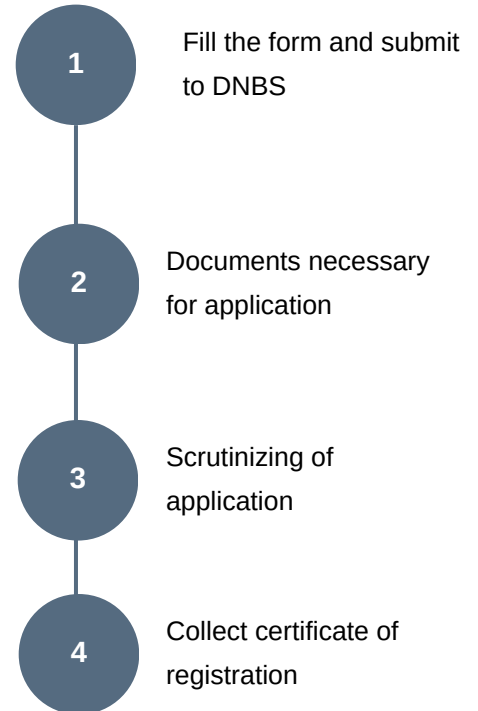 1
Fill the form and submit
to DNBS
2
Documents necessary
for application
3
Scrutinizing of
application
4
Collect certificate of
registration